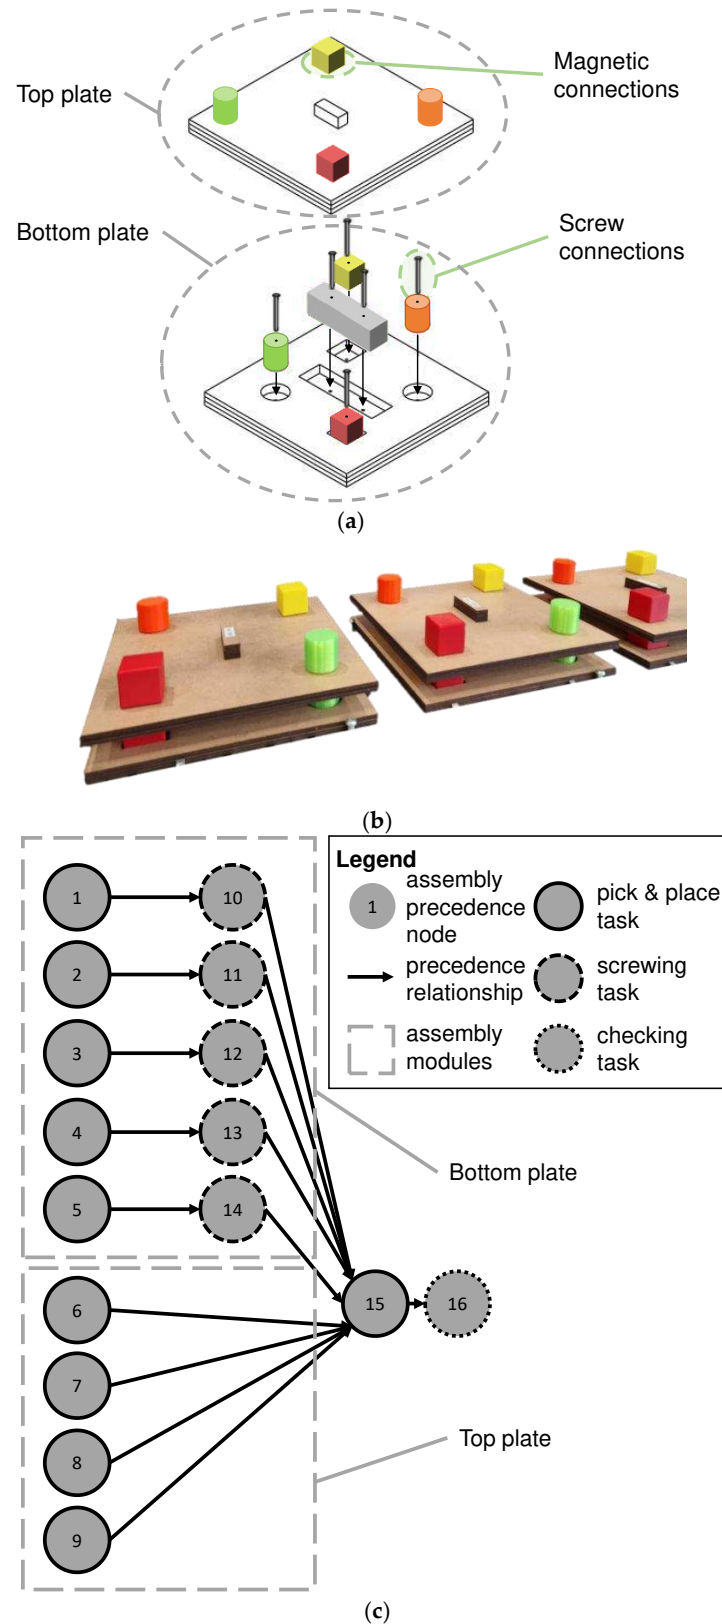 Magnetic
connections
Top plate
Bottom plate
Screw
connections
(a)
(b)
Legend
1
assembly
precedence
node
pick & place
task
precedence
relationship
screwing
task
assembly
modules
checking
task
1
10
2
11
3
12
4
13
5
14
Bottom plate
6
15
16
7
8
Top plate
9
(c)